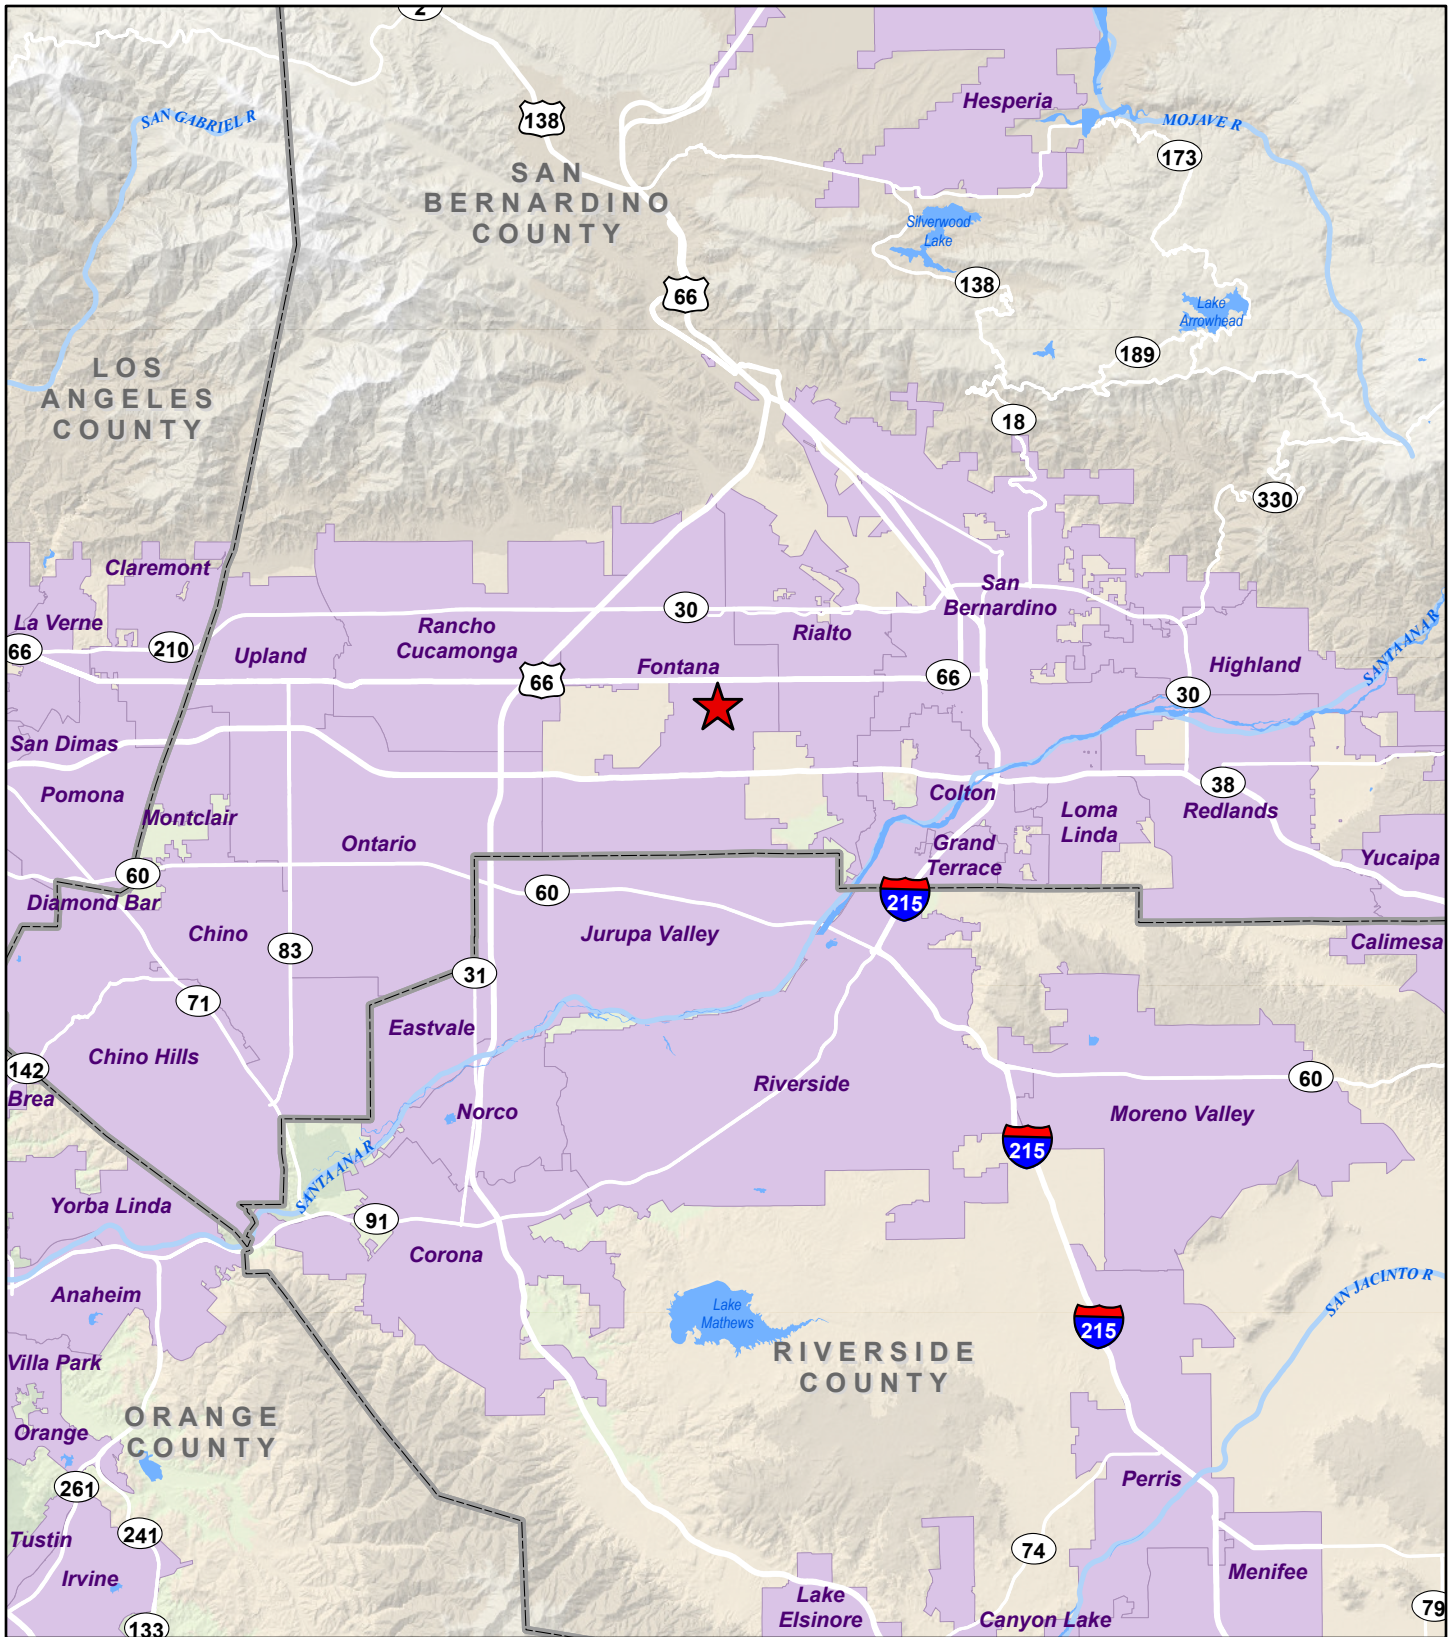 2
138
SAN GABRIEL R
Hesperia
MOJAVE R
173
SAN
BERNARDINO
COUNTY
Silverwood
Lake
138
66
Lake
Arrowhead
189
LOS
ANGELES
COUNTY
18
330
Claremont
San
Bernardino
La Verne
30
Rancho
Cucamonga
Rialto
66
210
Upland
Fontana
66
66
Highland
SANTA ANA R
30
San Dimas
Pomona
Montclair
Colton
38
Loma
Linda
Redlands
Ontario
Grand
Terrace
Yucaipa
60
60
215
Diamond Bar
Chino
83
Jurupa Valley
Calimesa
31
71
Eastvale
Chino Hills
142
Brea
Riverside
60
Norco
Moreno Valley
215
SANTA ANA R
Yorba Linda
91
Corona
Anaheim
Lake
Mathews
SAN JACINTO R
215
Villa Park
RIVERSIDE
COUNTY
ORANGE
COUNTY
Orange
261
Perris
Tustin
241
74
Irvine
Menifee
Lake
Elsinore
Canyon Lake
133
79